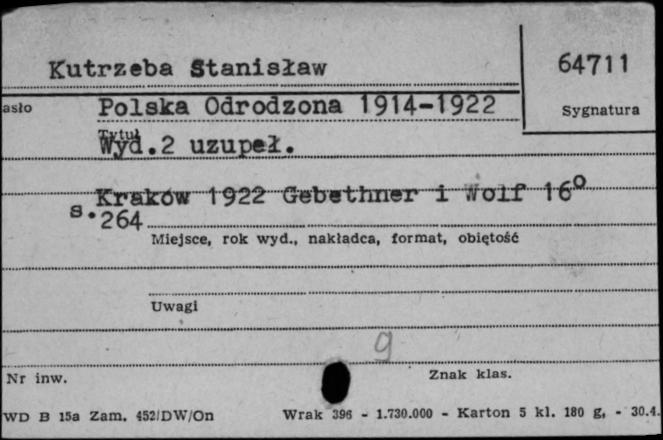 Kutrzeba Stanisław
64711
asło
Polska Odrodzona 1914-1922
Sygnatura
Tytuł
Wyd.2 uzupeł.
Kraków 1922 Gebethner i Wolf 16°
s.264
Miejsce, rok wyd., nakładca, format, obiętość
Uwagi
9
Nr inw.
Znak klas.
WD B 15a Zam. 452/DW/On Wrak 396 - 1.730.000 - Karton 5 kl. 180 g, - 30.4.